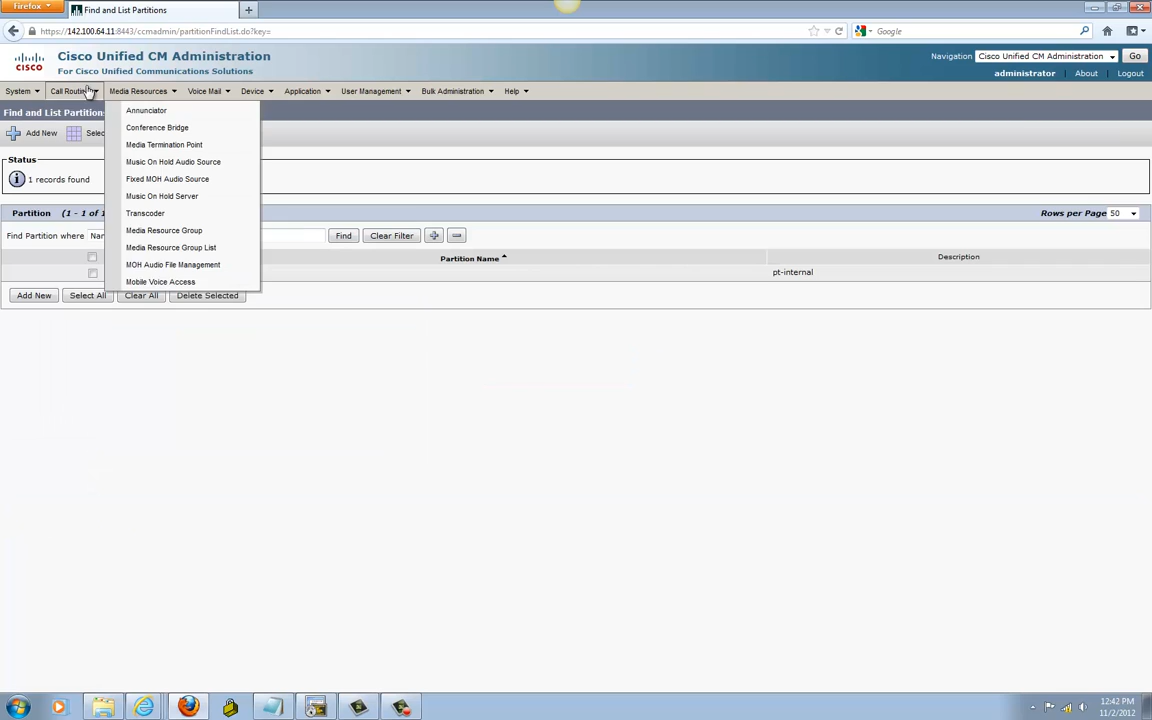 Firefox
Find and List Partitions
https://142.100.64.11:8443/ccmadmin/partitionFindList.do?key=
Google
CISCO
Cisco Unified CM Administration
For Cisco Unified Communications Solutions
Navigation Cisco Unified CM Administration Go
administrator About Logout
System Call Media Resources Voice Mail Device Application User Management Bulk Administration Help
Find and List Partitions
Add New
Status
1 records found
Annunciator
Conference Bridge
Media Termination Point
Music On Hold Audio Source
Fixed MOH Audio Source
Music On Hold Server
Transcoder
Media Resource Group
Media Resource Group List
MOH Audio File Management
Mobile Voice Access
Partition (1 - 1 of 1 Rows per Page 50
Find Partition where Find Clear Filter
Partition Name Description
pt-internal
Add New Select All Clear All Delete Selected
12:42 PM
11/2/2012